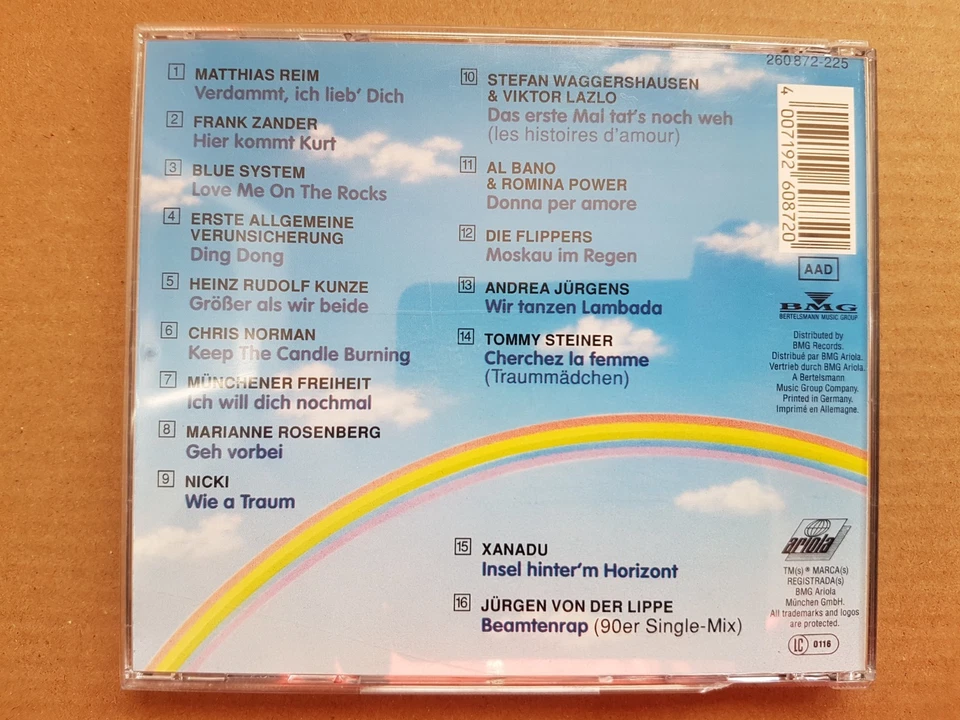 1 MATTHIAS REIM
Verdammt, ich lieb' Dich
2 FRANK ZANDER
Hier kommt Kurt
3 BLUE SYSTEM
Love Me On The Rocks
4 ERSTE ALLGEMEINE
VERUNSICHERUNG
Ding Dong
5 HEINZ RUDOLF KUNZE
Größer als wir beide
6 CHRIS NORMAN
Keep The Candle Burning
7 MÜNCHENER FREIHEIT
Ich will dich nochmal
8 MARIANNE ROSENBERG
Geh vorbei
9 NICKI
Wie a Traum
10 STEFAN WAGGERSHAUSEN
& VIKTOR LAZLO
Das erste Mal tat's noch weh
(les histoires d'amour)
11 AL BANO
& ROMINA POWER
Donna per amore
12 DIE FLIPPERS
Moskau im Regen
13 ANDREA JÜRGENS
Wir tanzen Lambada
14 TOMMY STEINER
Cherchez la femme
(Traummädchen)
15 XANADU
Insel hinter'm Horizont
16 JÜRGEN VON DER LIPPE
Beamtenrap (90er Single-Mix)
260 872-225
4 007192 608720
AAD
BMG
BERTELSMANN MUSIC GROUP
Distributed by
BMG Records.
Distribué par BMG Ariola.
Vertrieb durch BMG Ariola.
A Bertelsmann
Music Group Company.
Printed in Germany.
Imprimé en Allemagne.
ariola
TM(s) ® MARCA(s)
REGISTRADA(s)
BMG Ariola
München GmbH.
All trademarks and logos
are protected.
LC 0116